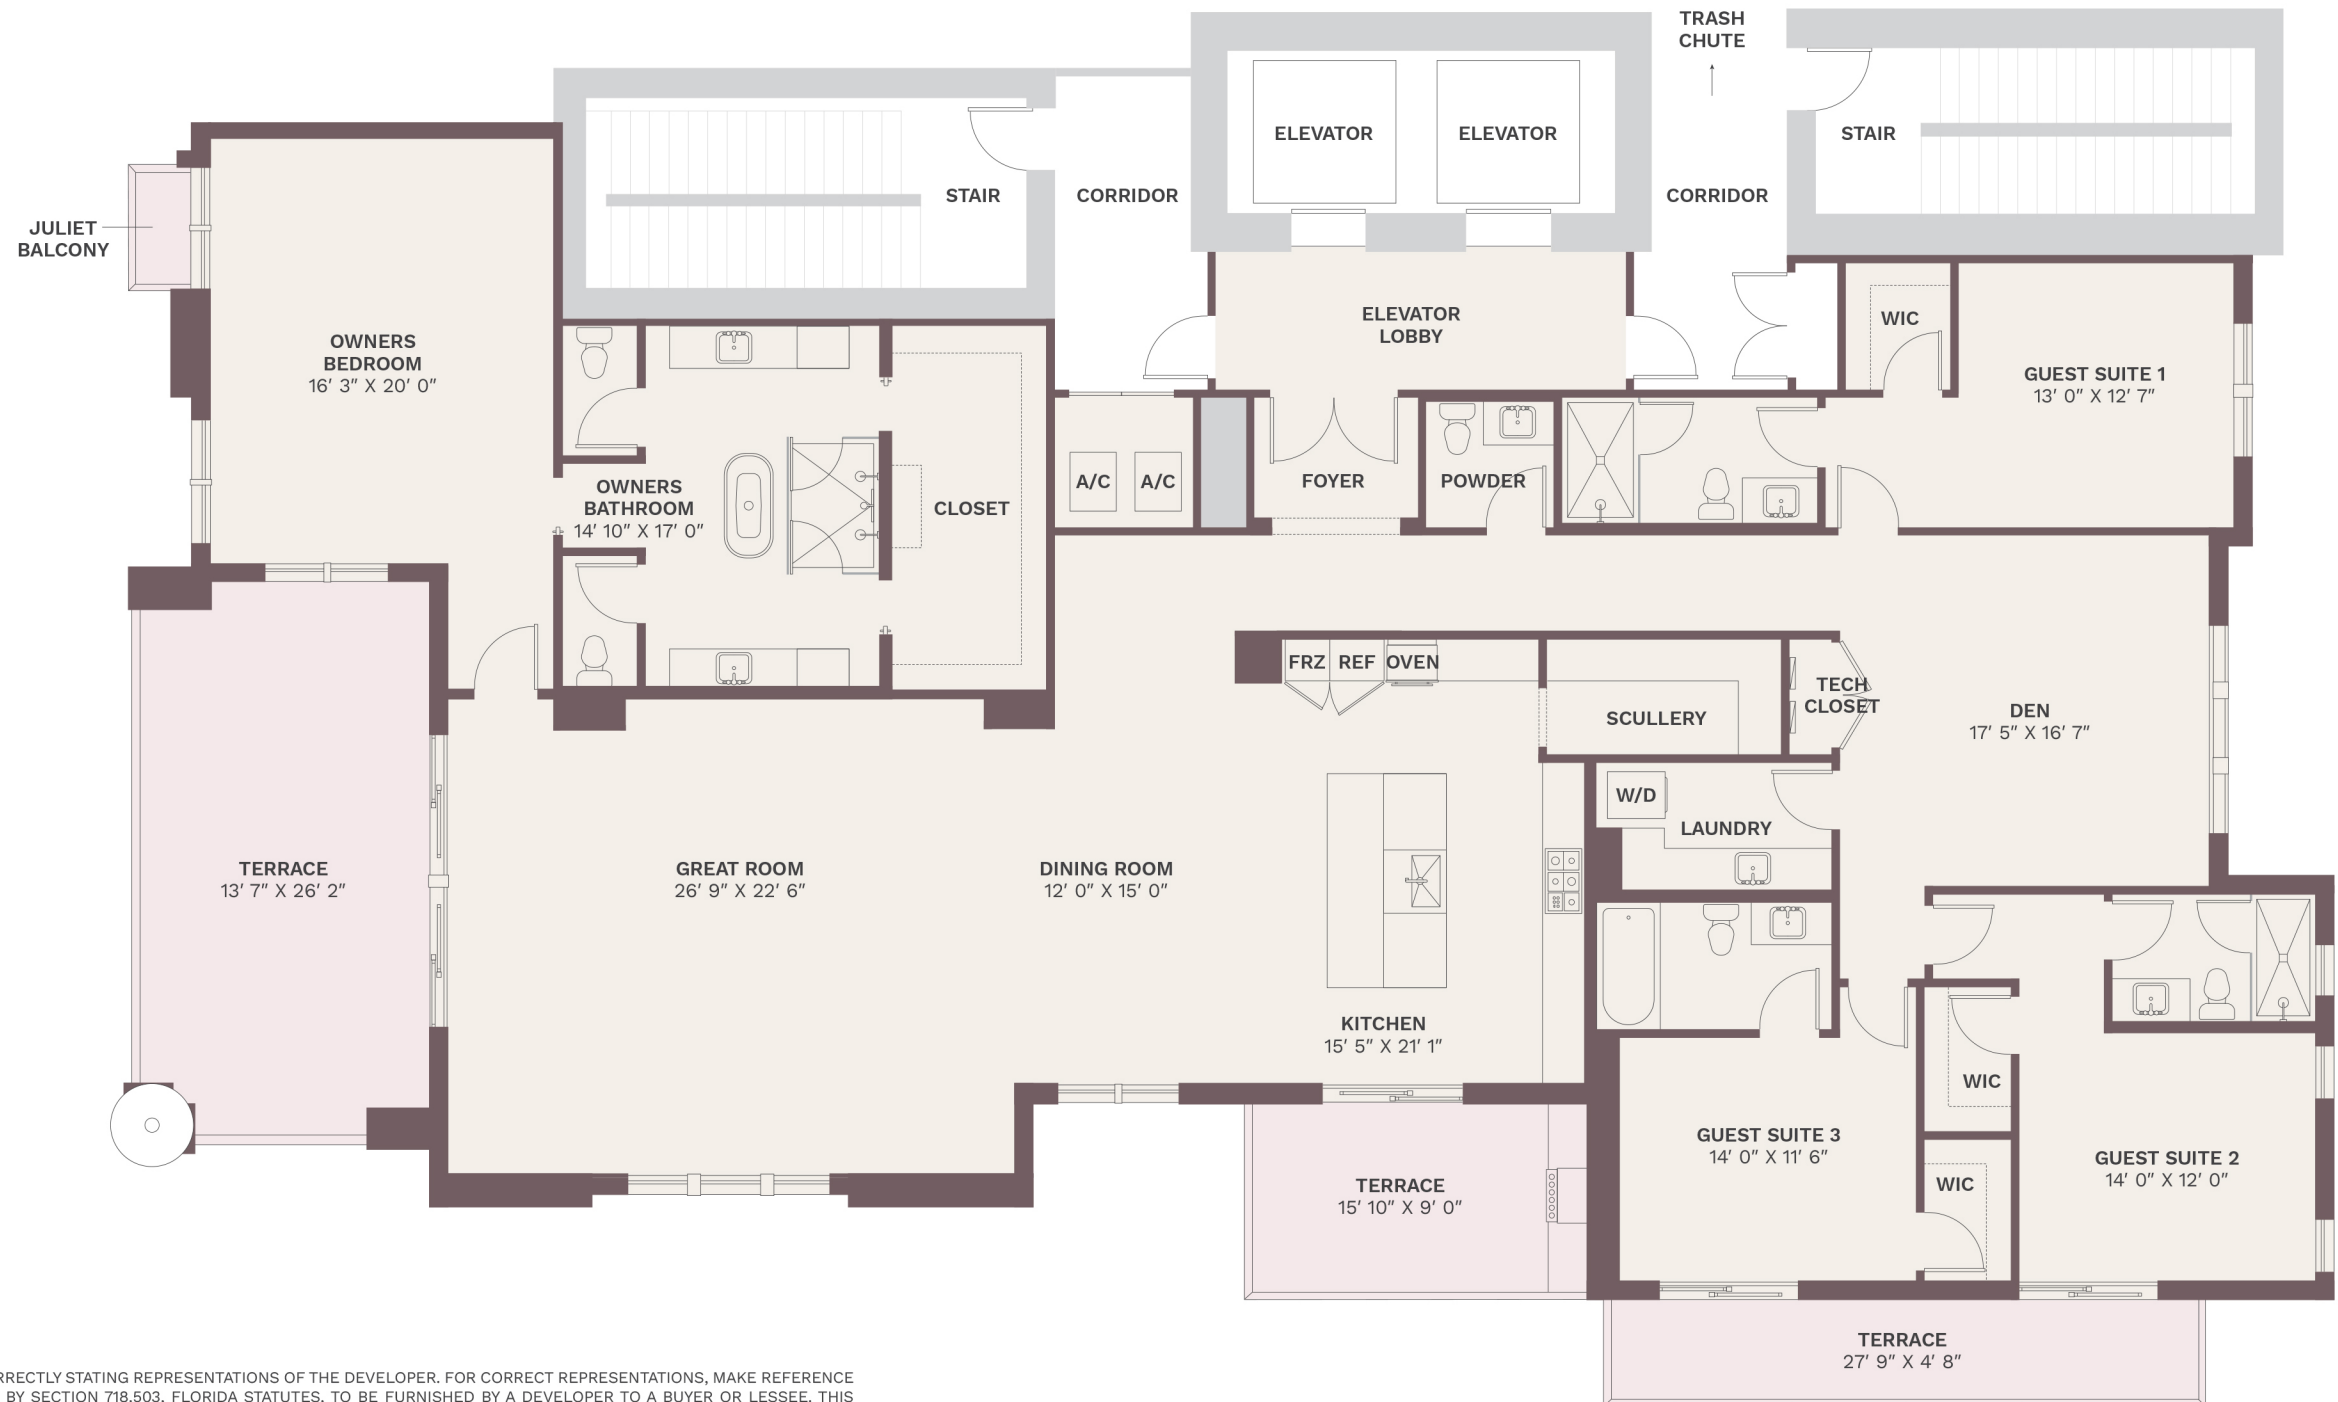 TRASH
CHUTE
ELEVATOR
ELEVATOR
STAIR
STAIR
CORRIDOR
CORRIDOR
JULIET
BALCONY
ELEVATOR
LOBBY
WIC
OWNERS
BEDROOM
16′ 3″ X 20′ 0″
GUEST SUITE 1
13′ 0″ X 12′ 7″
A/C
A/C
FOYER
POWDER
OWNERS
BATHROOM
14′ 10″ X 17′ 0″
CLOSET
FRZ
REF
OVEN
TECH
CLOSET
SCULLERY
DEN
17′ 5″ X 16′ 7″
W/D
LAUNDRY
TERRACE
13′ 7″ X 26′ 2″
GREAT ROOM
26′ 9″ X 22′ 6″
DINING ROOM
12′ 0″ X 15′ 0″
KITCHEN
15′ 5″ X 21′ 1″
WIC
GUEST SUITE 3
14′ 0″ X 11′ 6″
GUEST SUITE 2
14′ 0″ X 12′ 0″
WIC
TERRACE
15′ 10″ X 9′ 0″
TERRACE
27′ 9″ X 4′ 8″
RRECTLY STATING REPRESENTATIONS OF THE DEVELOPER. FOR CORRECT REPRESENTATIONS, MAKE REFERENCE
BY SECTION 718.503, FLORIDA STATUTES, TO BE FURNISHED BY A DEVELOPER TO A BUYER OR LESSEE. THIS